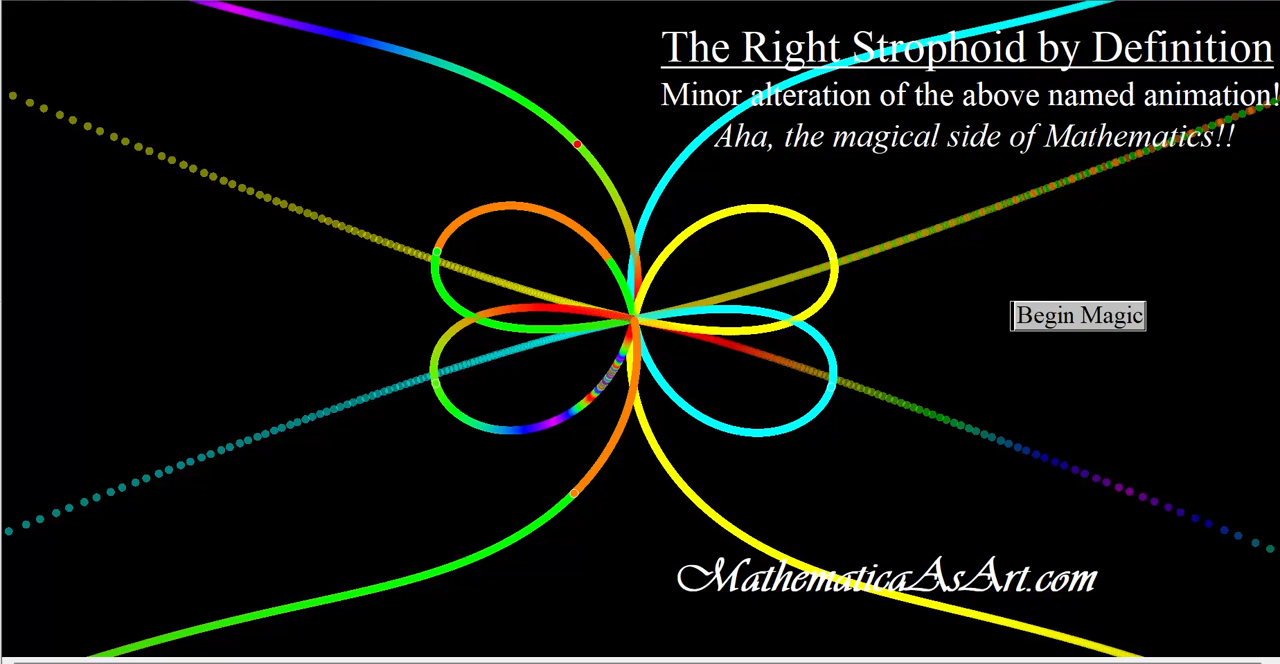 The Right Strophoid by Definition
Minor alteration of the above named animation!
Aha, the magical side of Mathematics!!
Begin Magic
MathematicaAsArt.com